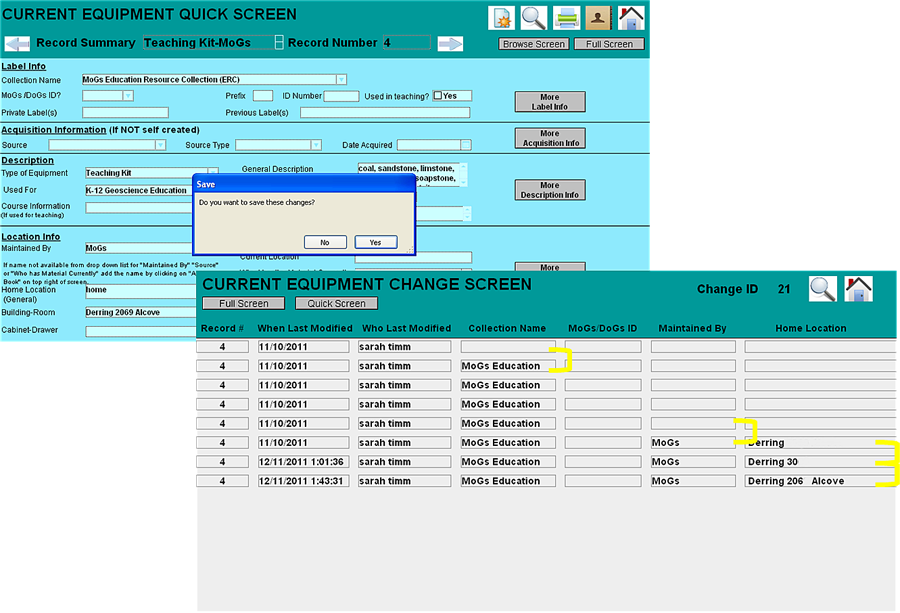 CURRENT EQUIPMENT QUICK SCREEN
Record Summary Teaching Kit-MoGs Record Number 4
Browse Screen Full Screen
Label Info
Collection Name MoGs Education Resource Collection (ERC)
MoGs /DoGs ID? Prefix ID Number Used in teaching? Yes
More
Label Info
Private Label(s) Previous Label(s)
Acquisition Information (If NOT self created)
More
Acquisition Info
Source Source Type Date Acquired
Description
Type of Equipment Teaching Kit General Description coal, sandstone, limstone,
soapstone,
Used For K-12 Geoscience Education
More
Description Info
Course Information
(If used for teaching)
Save
Do you want to save these changes?
No Yes
Location Info
Maintained By MoGs
Current Location
More
If name not available from drop down list for "Maintained By" "Source"
or "Who has Material Currently" add the name by clicking on "A
Book" on top right of screen.
Home Location
(General)
home
Building-Room Derring 2069 Alcove
Cabinet-Drawer
CURRENT EQUIPMENT CHANGE SCREEN
Change ID 21
Full Screen Quick Screen
Record # When Last Modified Who Last Modified Collection Name MoGs/DoGs ID Maintained By Home Location
4 11/10/2011 sarah timm
4 11/10/2011 sarah timm MoGs Education
4 11/10/2011 sarah timm MoGs Education
4 11/10/2011 sarah timm MoGs Education
4 11/10/2011 sarah timm MoGs Education
4 11/10/2011 sarah timm MoGs Education MoGs Derring
4 12/11/2011 1:01:36 sarah timm MoGs Education MoGs Derring 30
4 12/11/2011 1:43:31 sarah timm MoGs Education MoGs Derring 206 Alcove